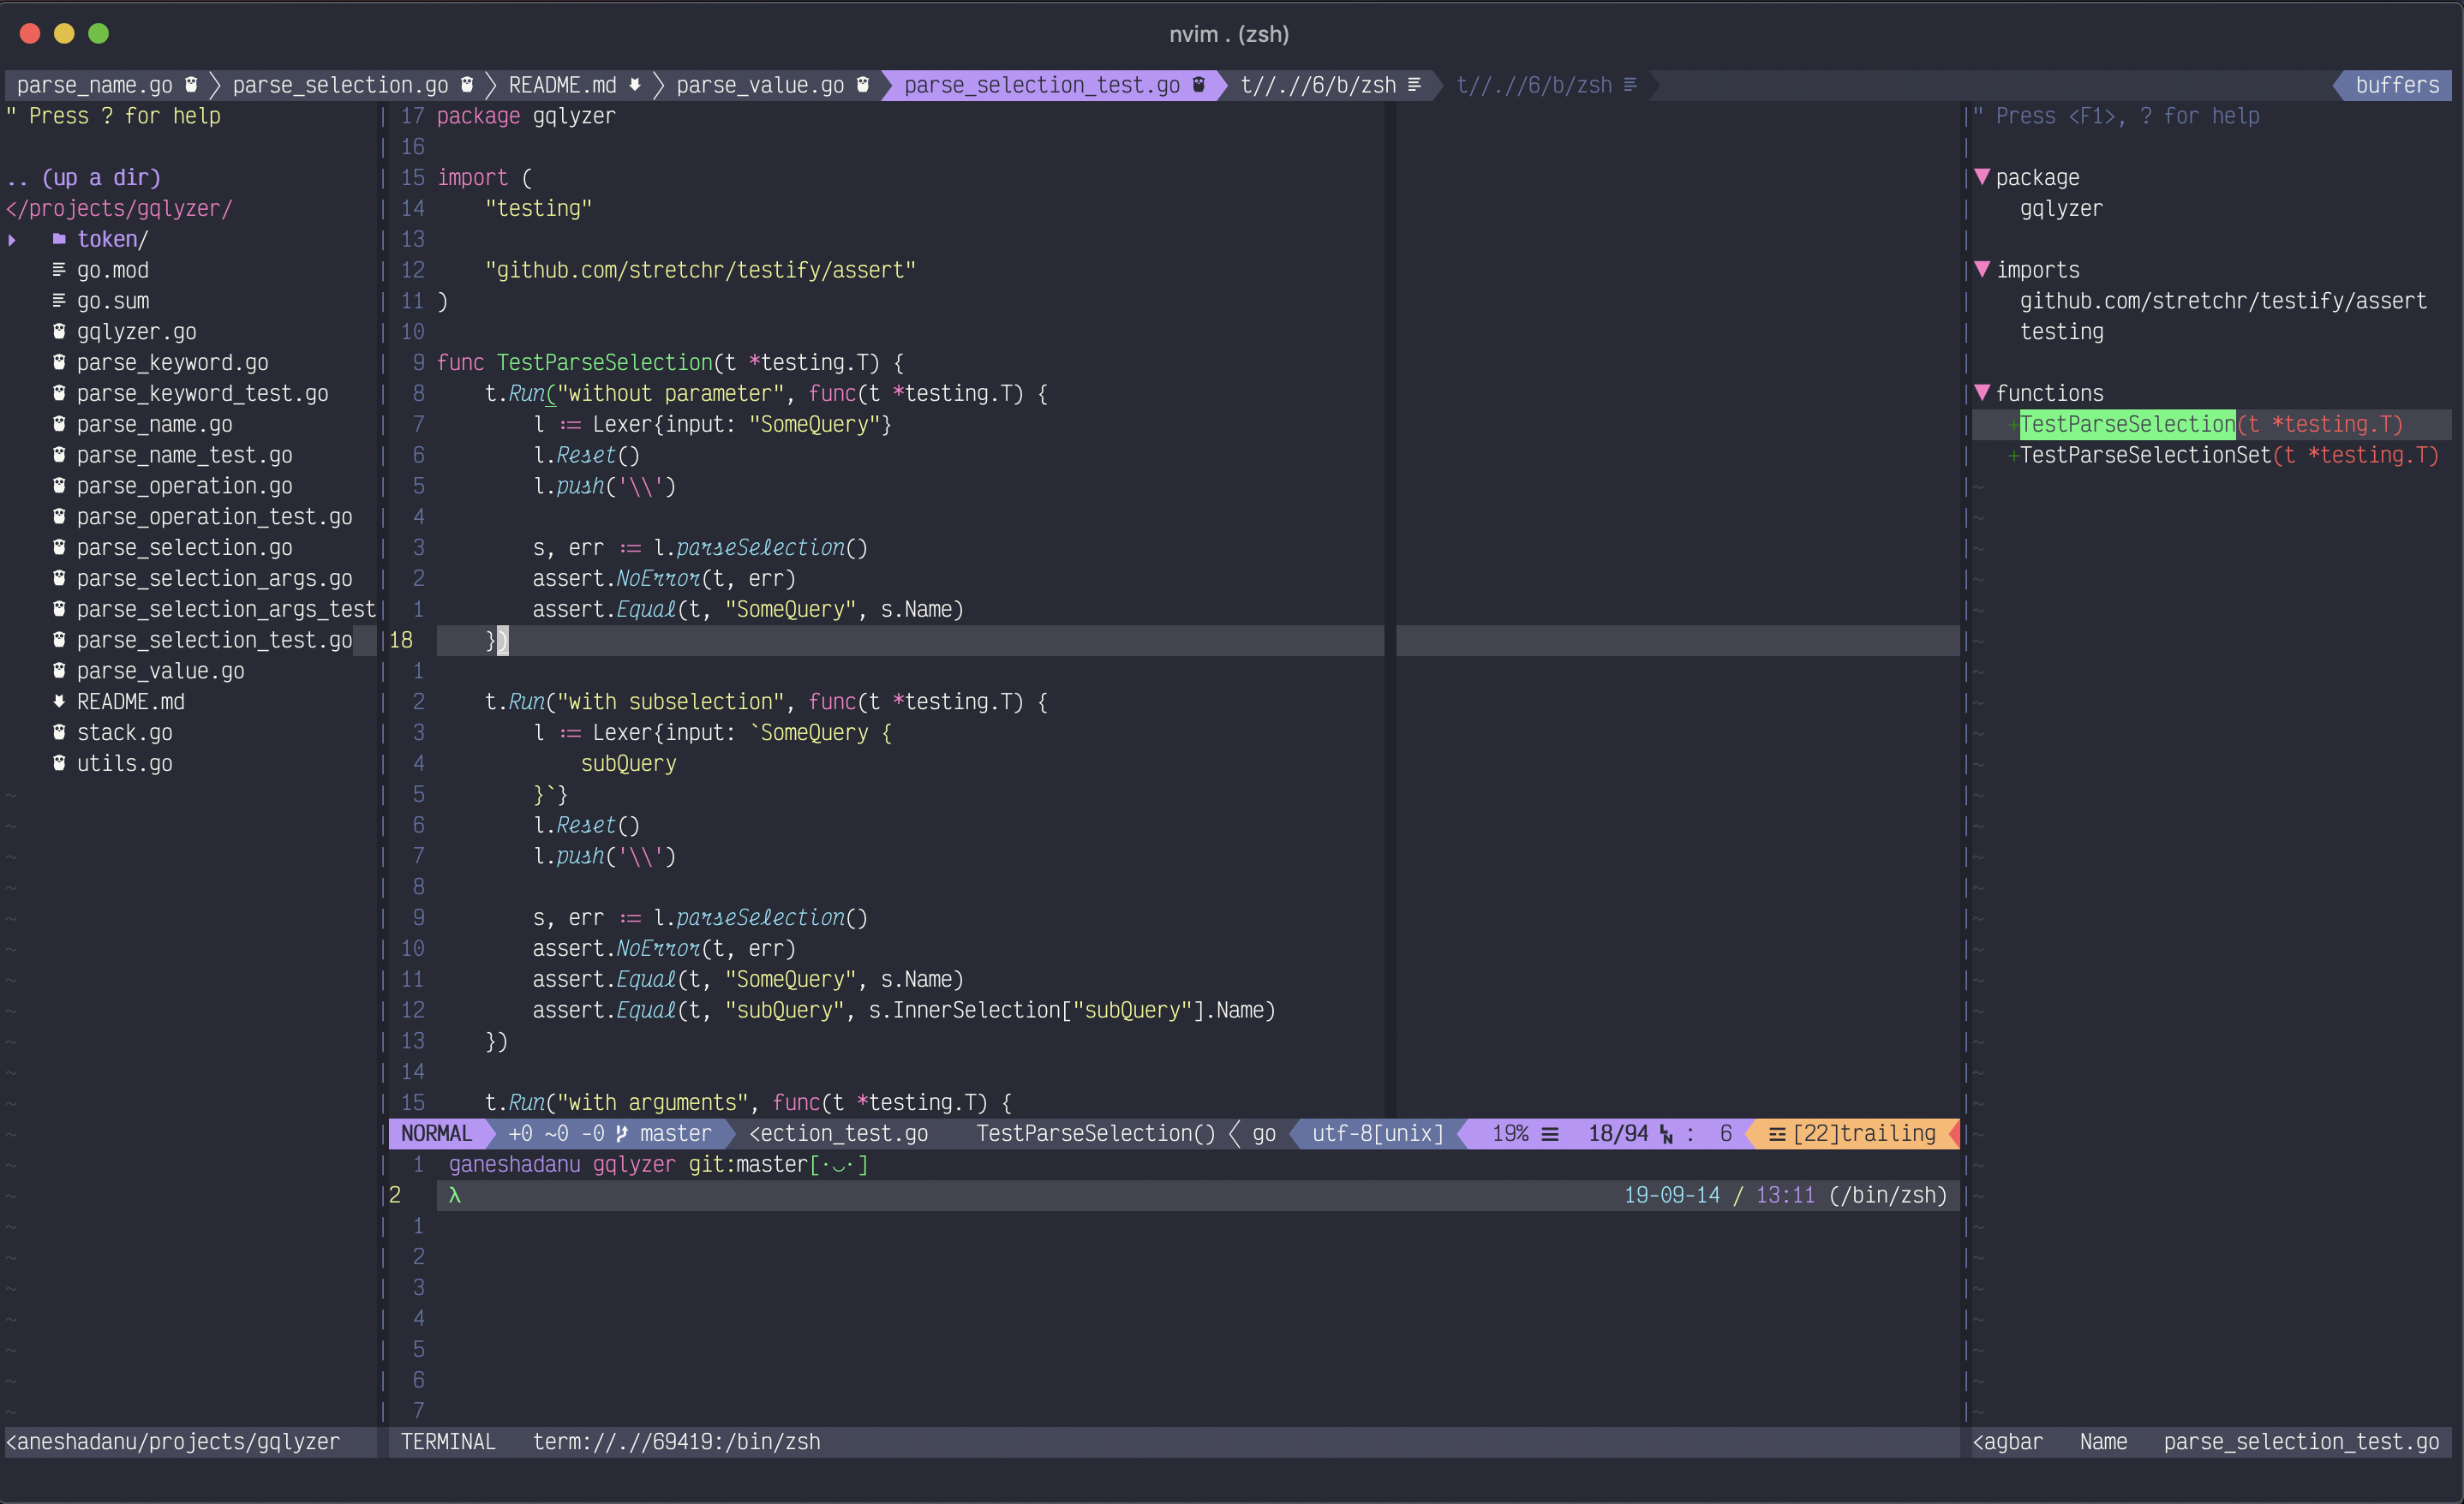 nvim . (zsh)
parse_name.go parse_selection.go README.md parse_value.go parse_selection_test.go t//.//6/b/zsh t//.//6/b/zsh buffers
" Press ? for help
.. (up a dir)
</projects/gqlyzer/
token/
go.mod
go.sum
gqlyzer.go
parse_keyword.go
parse_keyword_test.go
parse_name.go
parse_name_test.go
parse_operation.go
parse_operation_test.go
parse_selection.go
parse_selection_args.go
parse_selection_args_test
parse_selection_test.go
parse_value.go
README.md
stack.go
utils.go
<aneshadanu/projects/gqlyzer
17 package gqlyzer
16
15 import (
14     "testing"
13
12     "github.com/stretchr/testify/assert"
11 )
10
9 func TestParseSelection(t *testing.T) {
8     t.Run("without parameter", func(t *testing.T) {
7         l := Lexer{input: "SomeQuery"}
6         l.Reset()
5         l.push('\\')
4
3         s, err := l.parseSelection()
2         assert.NoError(t, err)
1         assert.Equal(t, "SomeQuery", s.Name)
18     })
1
2     t.Run("with subselection", func(t *testing.T) {
3         l := Lexer{input: `SomeQuery {
4             subQuery
5         }`}
6         l.Reset()
7         l.push('\\')
8
9         s, err := l.parseSelection()
10         assert.NoError(t, err)
11         assert.Equal(t, "SomeQuery", s.Name)
12         assert.Equal(t, "subQuery", s.InnerSelection["subQuery"].Name)
13     })
14
15     t.Run("with arguments", func(t *testing.T) {
NORMAL +0 ~0 -0 master <ection_test.go TestParseSelection() go utf-8[unix] 19% 18/94 : 6 [22]trailing
1 ganeshadanu gqlyzer git:master[·◡·]
2 λ 19-09-14 / 13:11 (/bin/zsh)
1
2
3
4
5
6
7
TERMINAL term://.//69419:/bin/zsh
" Press <F1>, ? for help
▼ package
gqlyzer
▼ imports
github.com/stretchr/testify/assert
testing
▼ functions
+TestParseSelection(t *testing.T)
+TestParseSelectionSet(t *testing.T)
<agbar Name parse_selection_test.go